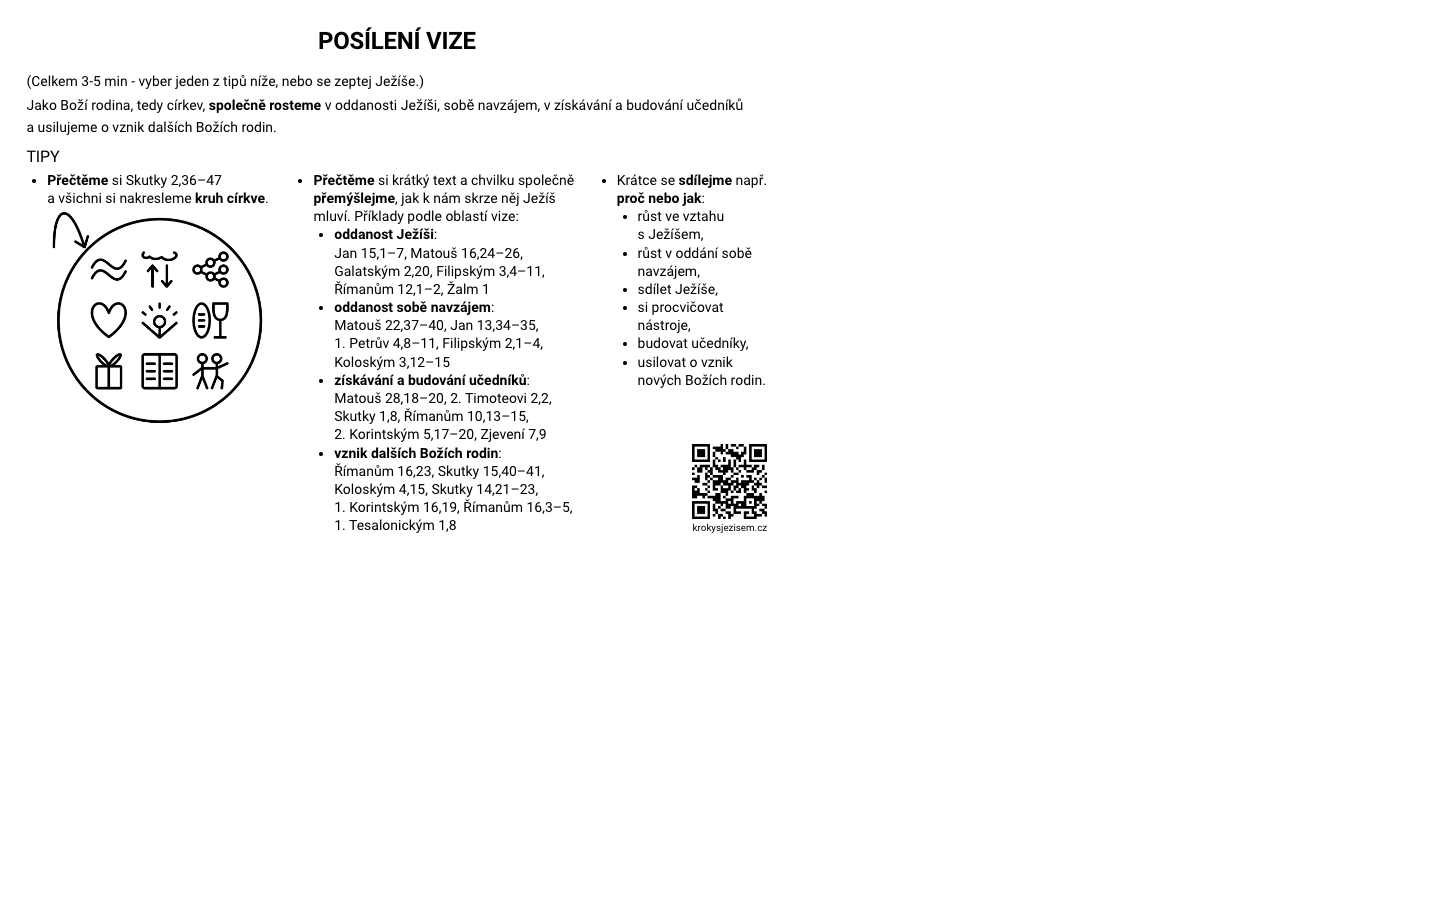 POSÍLENÍ VIZE
(Celkem 3-5 min - vyber jeden z tipů níže, nebo se zeptej Ježíše.)
Jako Boží rodina, tedy církev, společně rosteme v oddanosti Ježíši, sobě navzájem, v získávání a budování učedníků
a usilujeme o vznik dalších Božích rodin.
TIPY
• Přečtěme si Skutky 2,36–47
a všichni si nakresleme kruh církve.
• Přečtěme si krátký text a chvilku společně
přemýšlejme, jak k nám skrze něj Ježíš
mluví. Příklady podle oblastí vize:
• oddanost Ježíši:
Jan 15,1–7, Matouš 16,24–26,
Galatským 2,20, Filipským 3,4–11,
Římanům 12,1–2, Žalm 1
• oddanost sobě navzájem:
Matouš 22,37–40, Jan 13,34–35,
1. Petrův 4,8–11, Filipským 2,1–4,
Koloským 3,12–15
• získávání a budování učedníků:
Matouš 28,18–20, 2. Timoteovi 2,2,
Skutky 1,8, Římanům 10,13–15,
2. Korintským 5,17–20, Zjevení 7,9
• vznik dalších Božích rodin:
Římanům 16,23, Skutky 15,40–41,
Koloským 4,15, Skutky 14,21–23,
1. Korintským 16,19, Římanům 16,3–5,
1. Tesalonickým 1,8
• Krátce se sdílejme např.
proč nebo jak:
• růst ve vztahu
s Ježíšem,
• růst v oddání sobě
navzájem,
• sdílet Ježíše,
• si procvičovat
nástroje,
• budovat učedníky,
• usilovat o vznik
nových Božích rodin.
krokysjezisem.cz